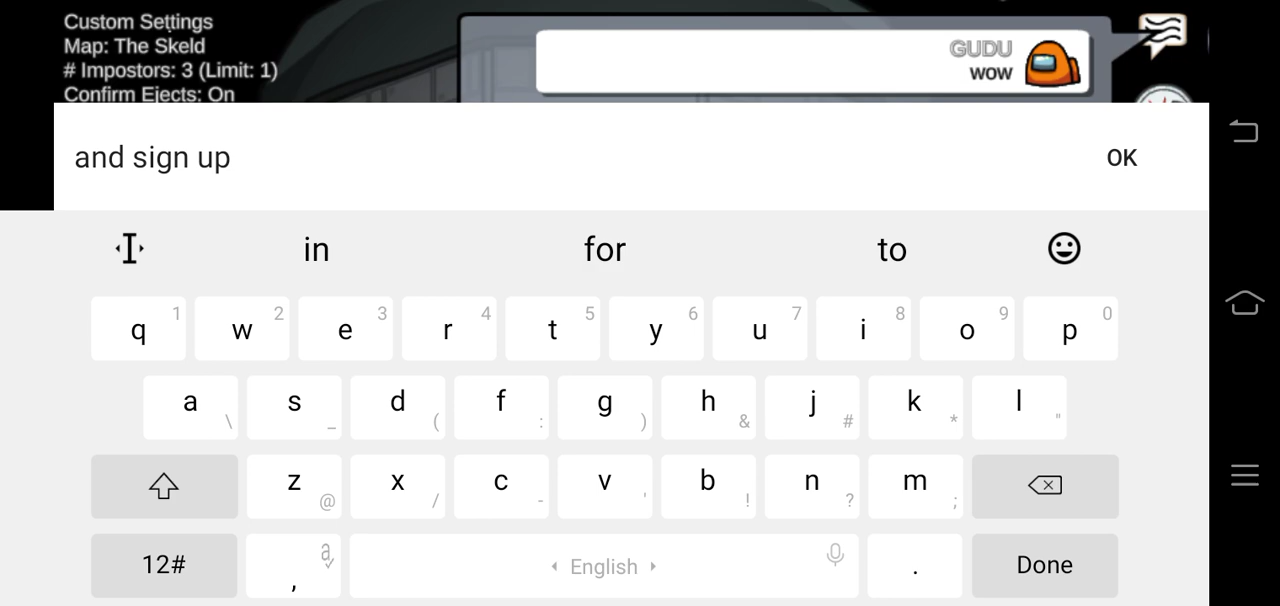 Custom Settings
Map: The Skeld
# Impostors: 3 (Limit: 1)
Confirm Ejects: On
GUDU
wow
and sign up
OK
in for to
q 1 w 2 e 3 r 4 t 5 y 6 u 7 i 8 o 9 p 0
a \ s _ d ( f : g ) h & j # k * l "
z @ x / c - v ' b ! n ? m ;
12# , a English . Done